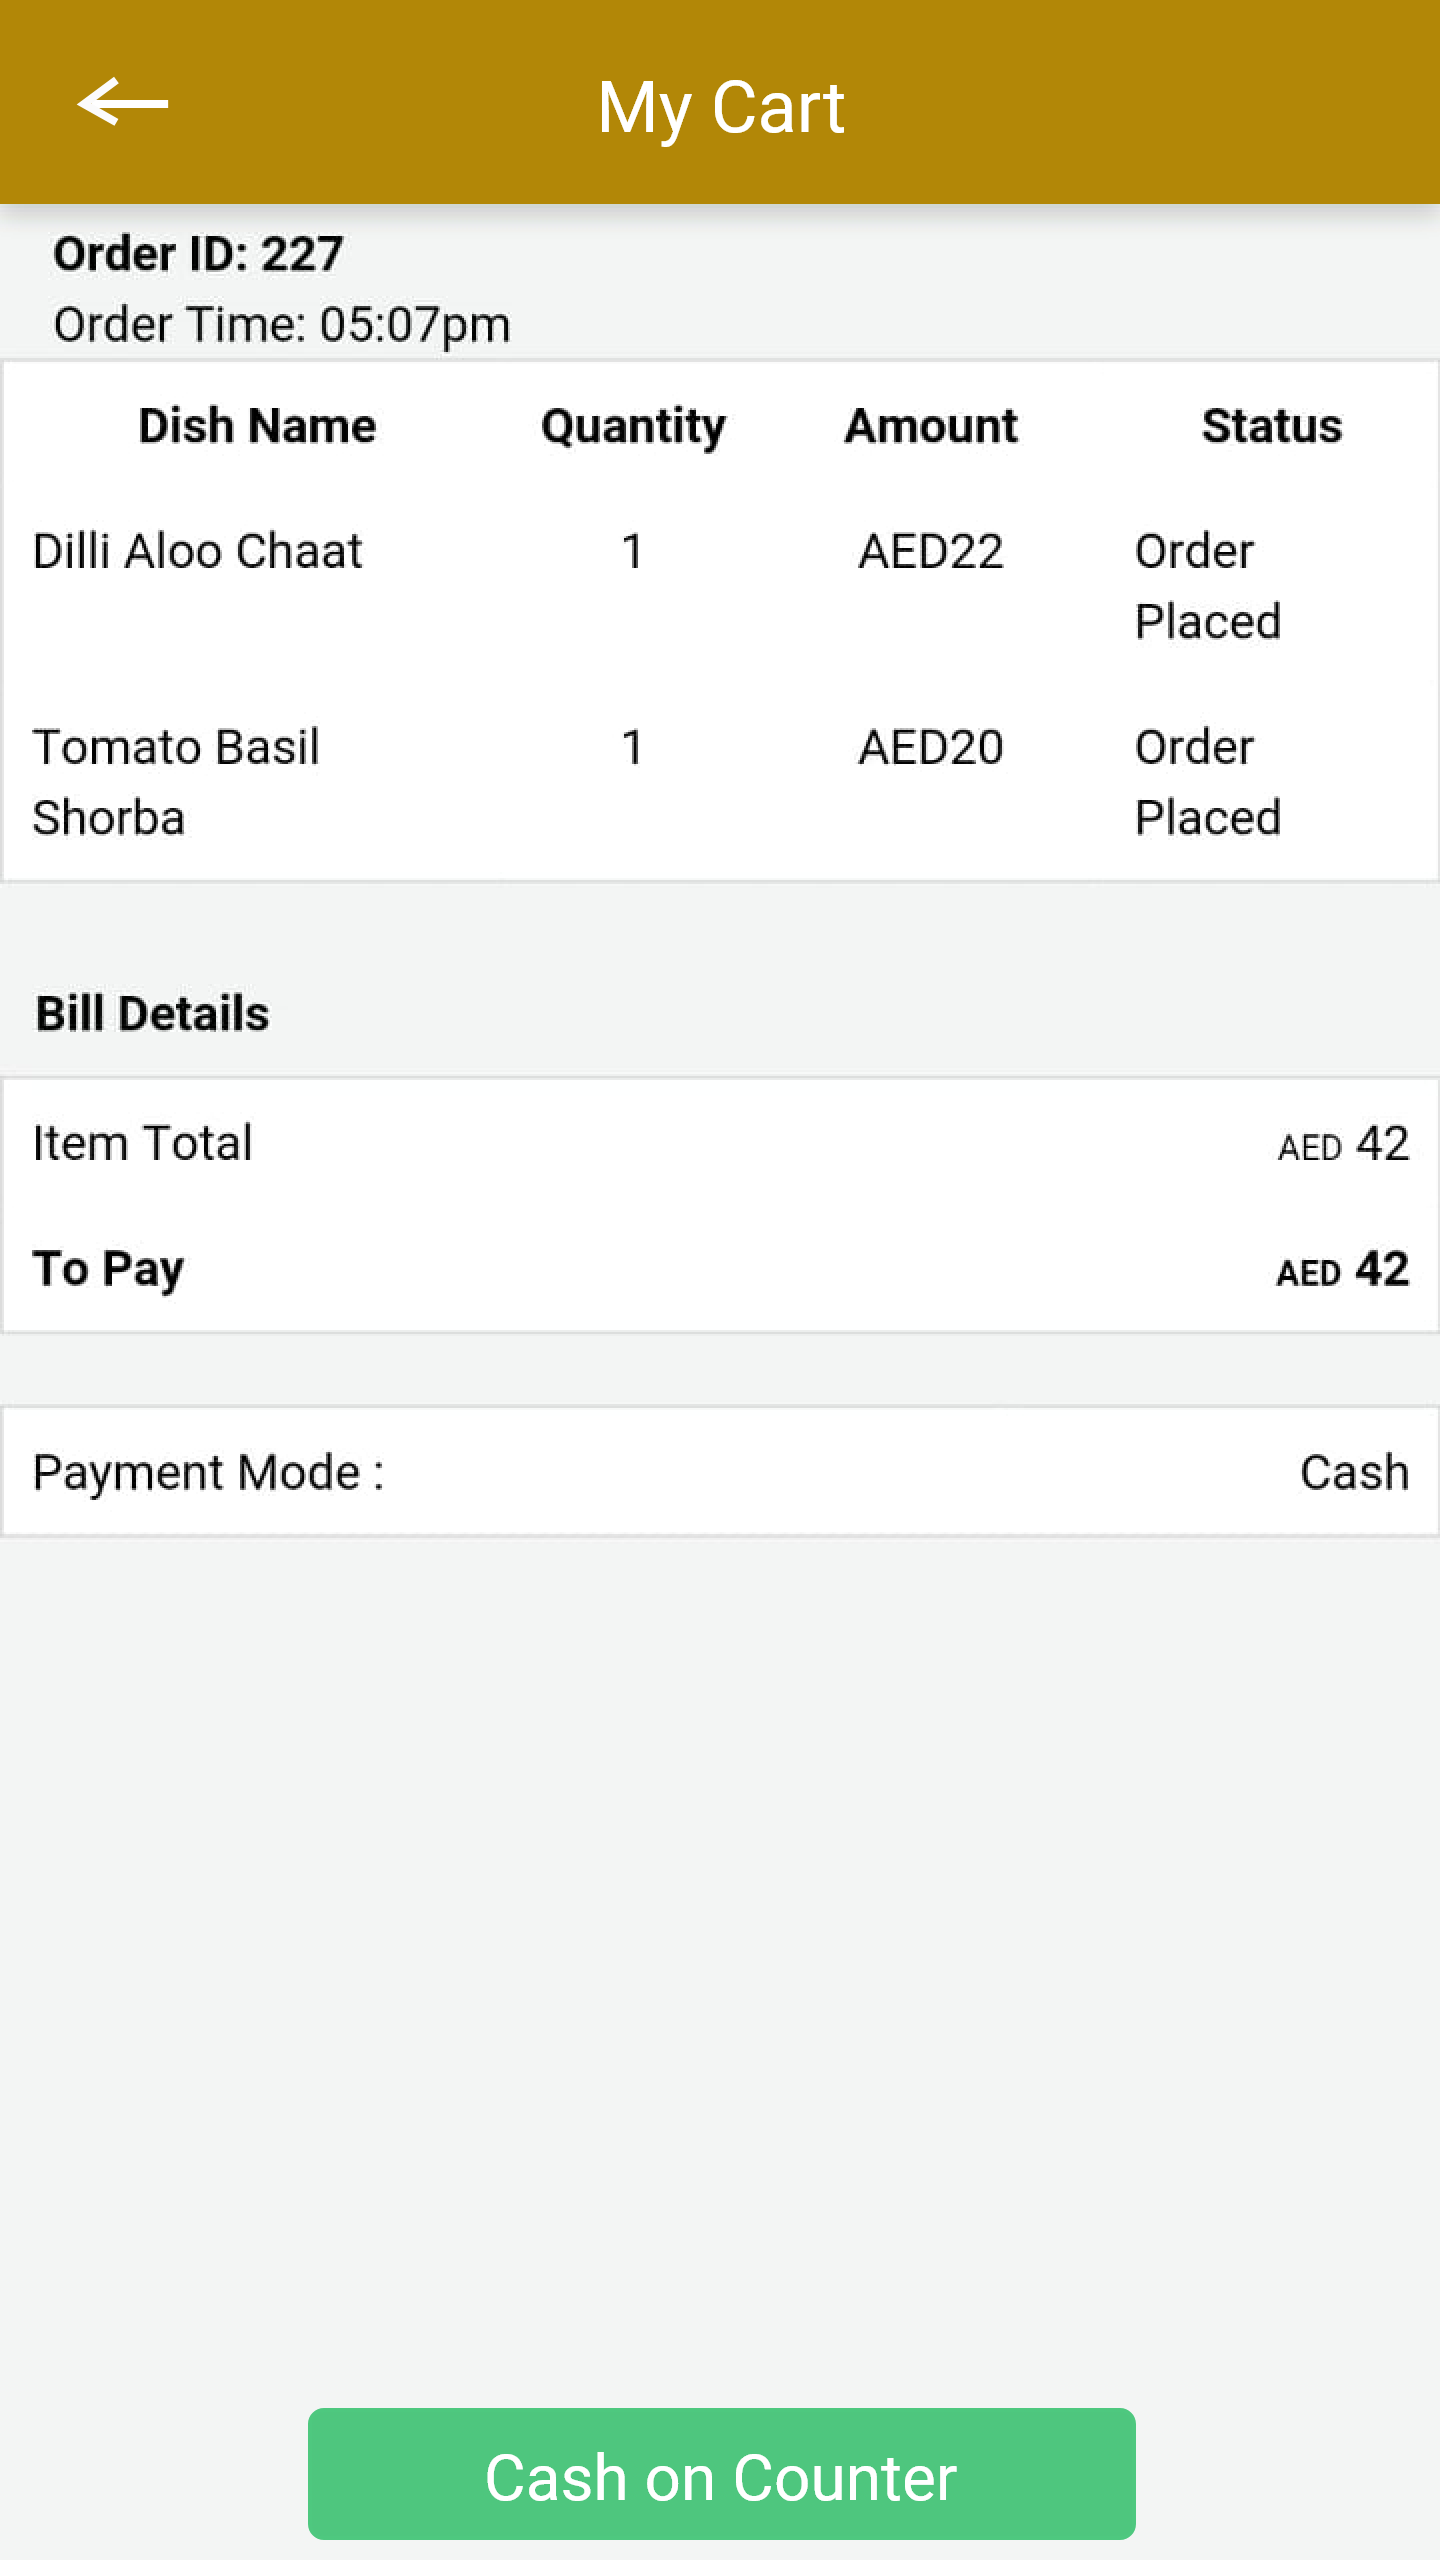 My Cart
Order ID: 227
Order Time: 05:07pm
Dish Name Quantity Amount Status
Dilli Aloo Chaat 1 AED22 Order
Placed
Tomato Basil 1 AED20 Order
Shorba Placed
Bill Details
Item Total AED 42
To Pay AED 42
Payment Mode : Cash
Cash on Counter